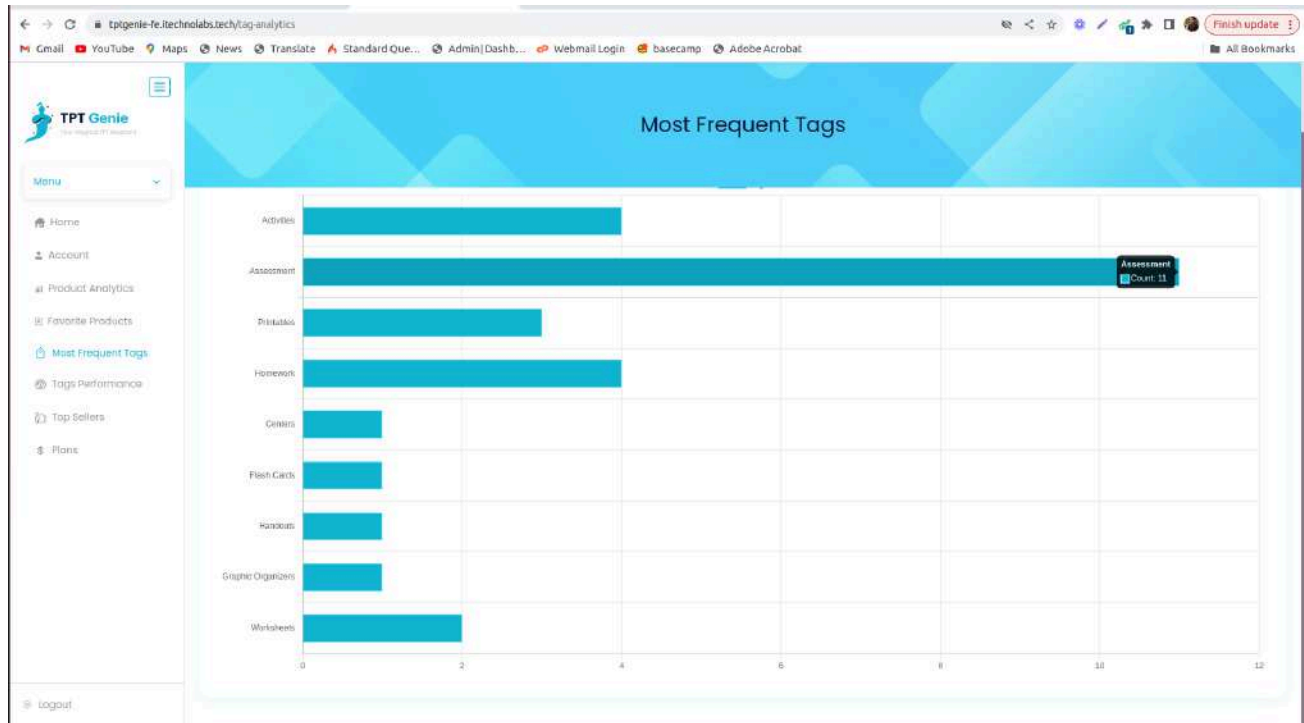 tptgenie-fe.itechnolabs.tech/tag-analytics
Finish update
Gmail YouTube Maps News Translate Standard Que... Admin|Dashb... Webmail Login basecamp Adobe Acrobat All Bookmarks
TPT Genie
Most Frequent Tags
Menu
Home
Account
Product Analytics
Favorite Products
Most Frequent Tags
Tags Performance
Top Sellers
$ Plans
Logout
Activities
Assessment
Assessment
Count: 11
Printables
Homework
Centers
Flash Cards
Handouts
Graphic Organizers
Worksheets
0 2 4 6 8 10 12